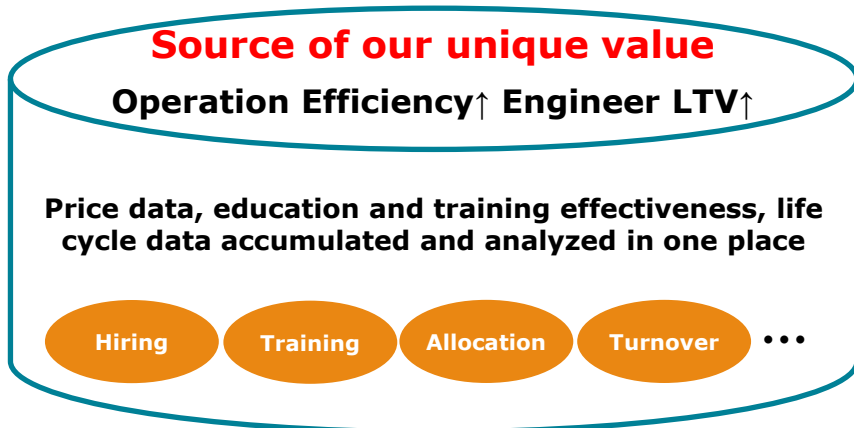 Source of our unique value
Operation Efficiency↑ Engineer LTV↑
Price data, education and training effectiveness, life
cycle data accumulated and analyzed in one place
Hiring
Training
Allocation
Turnover
•••